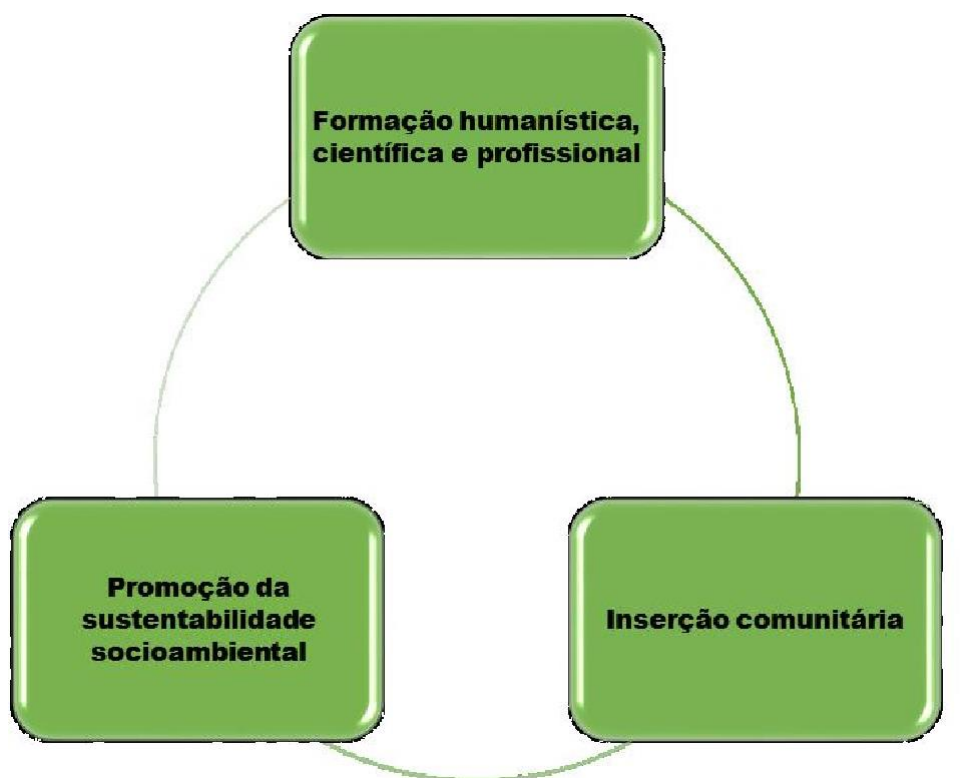 Formação humanística,
científica e profissional
Promoção da
sustentabilidade
socioambiental
Inserção comunitária